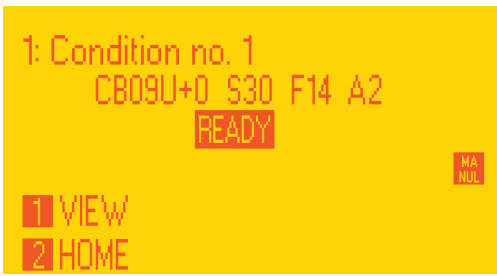 1: Condition no. 1
CB09U+0 S30 F14 A2
READY
MA
NUL
1 VIEW
2 HOME